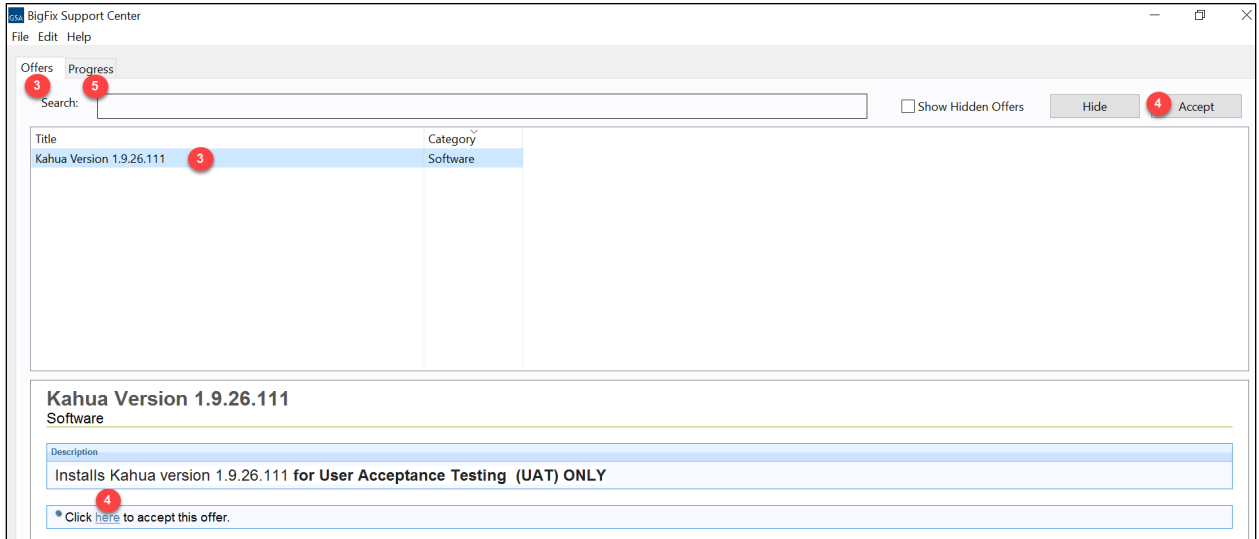 GSA BigFix Support Center
File Edit Help
Offers Progress
3 5
Search: Show Hidden Offers Hide 4 Accept
Title Category
Kahua Version 1.9.26.111 3 Software
Kahua Version 1.9.26.111
Software
Description
Installs Kahua version 1.9.26.111 for User Acceptance Testing (UAT) ONLY
4
Click here to accept this offer.